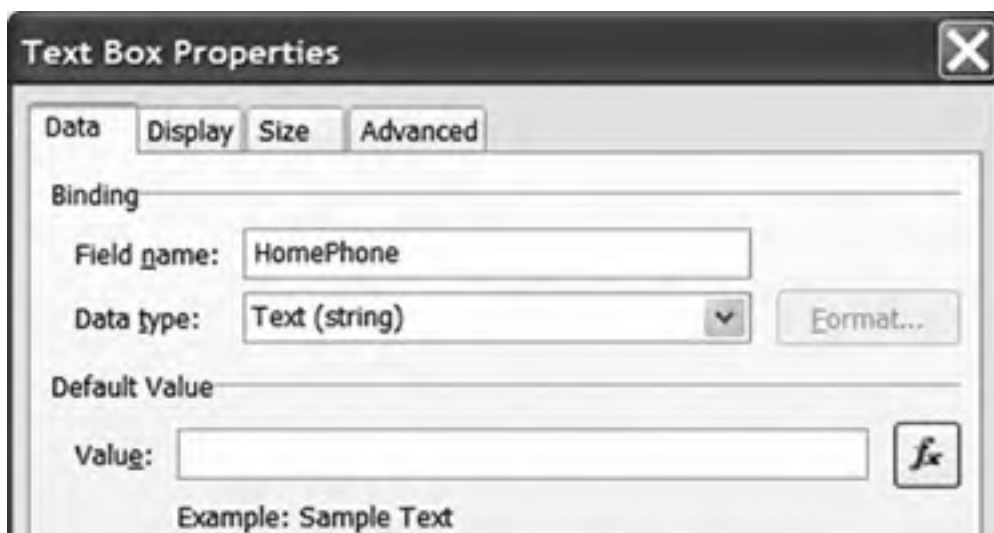 Text Box Properties
Data Display Size Advanced
Binding
Field name: HomePhone
Data type: Text (string) Format...
Default Value
Value: fx
Example: Sample Text